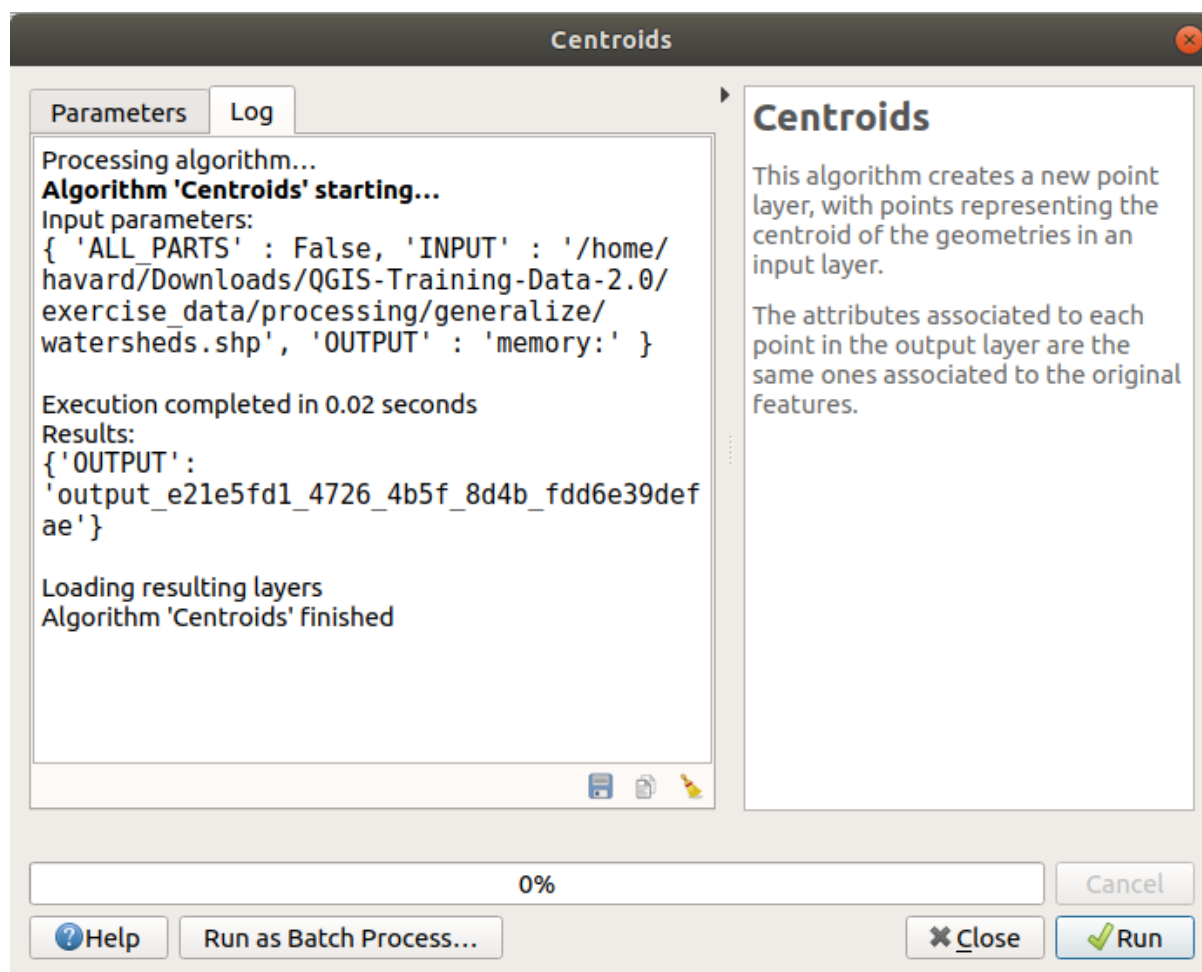 Centroids
Parameters
Log
Processing algorithm…
Algorithm 'Centroids' starting…
Input parameters:
{ 'ALL_PARTS' : False, 'INPUT' : '/home/
havard/Downloads/QGIS-Training-Data-2.0/
exercise_data/processing/generalize/
watersheds.shp', 'OUTPUT' : 'memory:' }
Execution completed in 0.02 seconds
Results:
{'OUTPUT':
'output_e21e5fd1_4726_4b5f_8d4b_fdd6e39def
ae'}
Loading resulting layers
Algorithm 'Centroids' finished
Centroids
This algorithm creates a new point
layer, with points representing the
centroid of the geometries in an
input layer.
The attributes associated to each
point in the output layer are the
same ones associated to the original
features.
0%
Cancel
Help
Run as Batch Process…
Close
Run